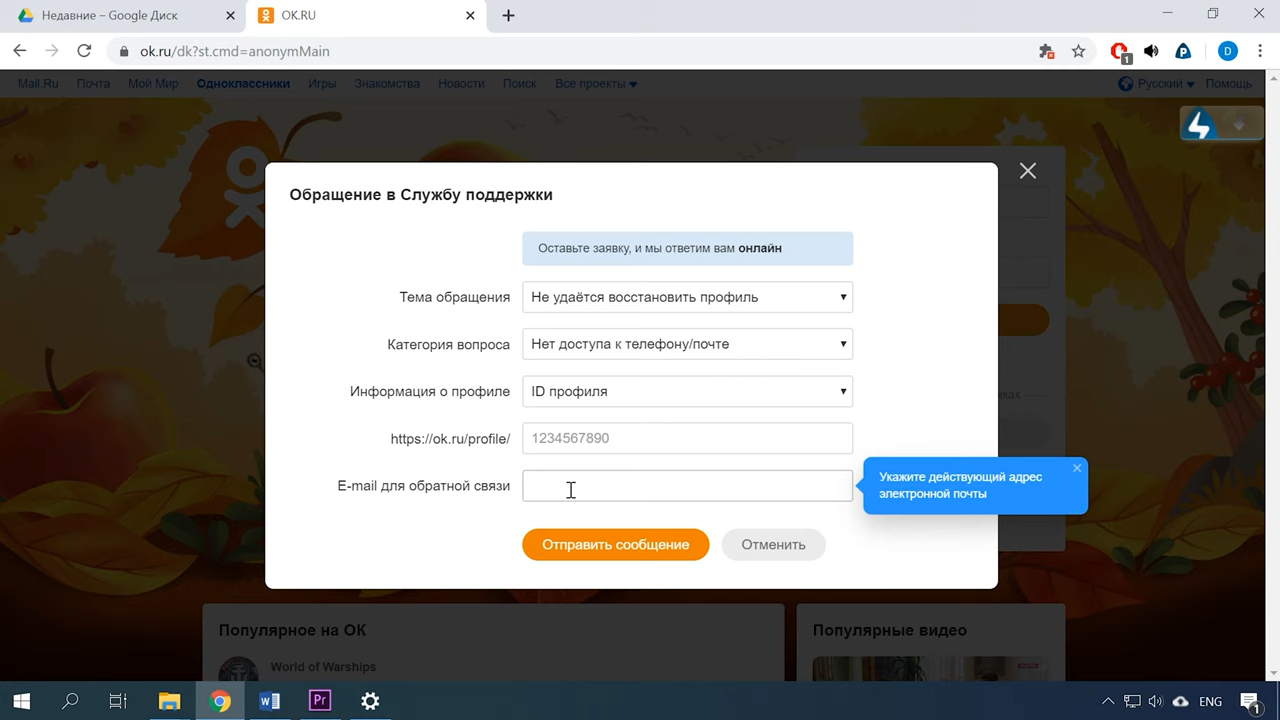 Недавние – Google Диск
OK.RU
ok.ru/dk?st.cmd=anonymMain
1
D
Mail.Ru Почта Мой Мир Одноклассники Игры Знакомства Новости Поиск Все проекты Русский Помощь
Обращение в Службу поддержки
Оставьте заявку, и мы ответим вам онлайн
Тема обращения Не удаётся восстановить профиль
Категория вопроса Нет доступа к телефону/почте
Информация о профиле ID профиля
https://ok.ru/profile/ 1234567890
E-mail для обратной связи
Укажите действующий адрес
электронной почты
Отправить сообщение Отменить
Популярное на ОК
Популярные видео
World of Warships
W
Pr
ENG
1